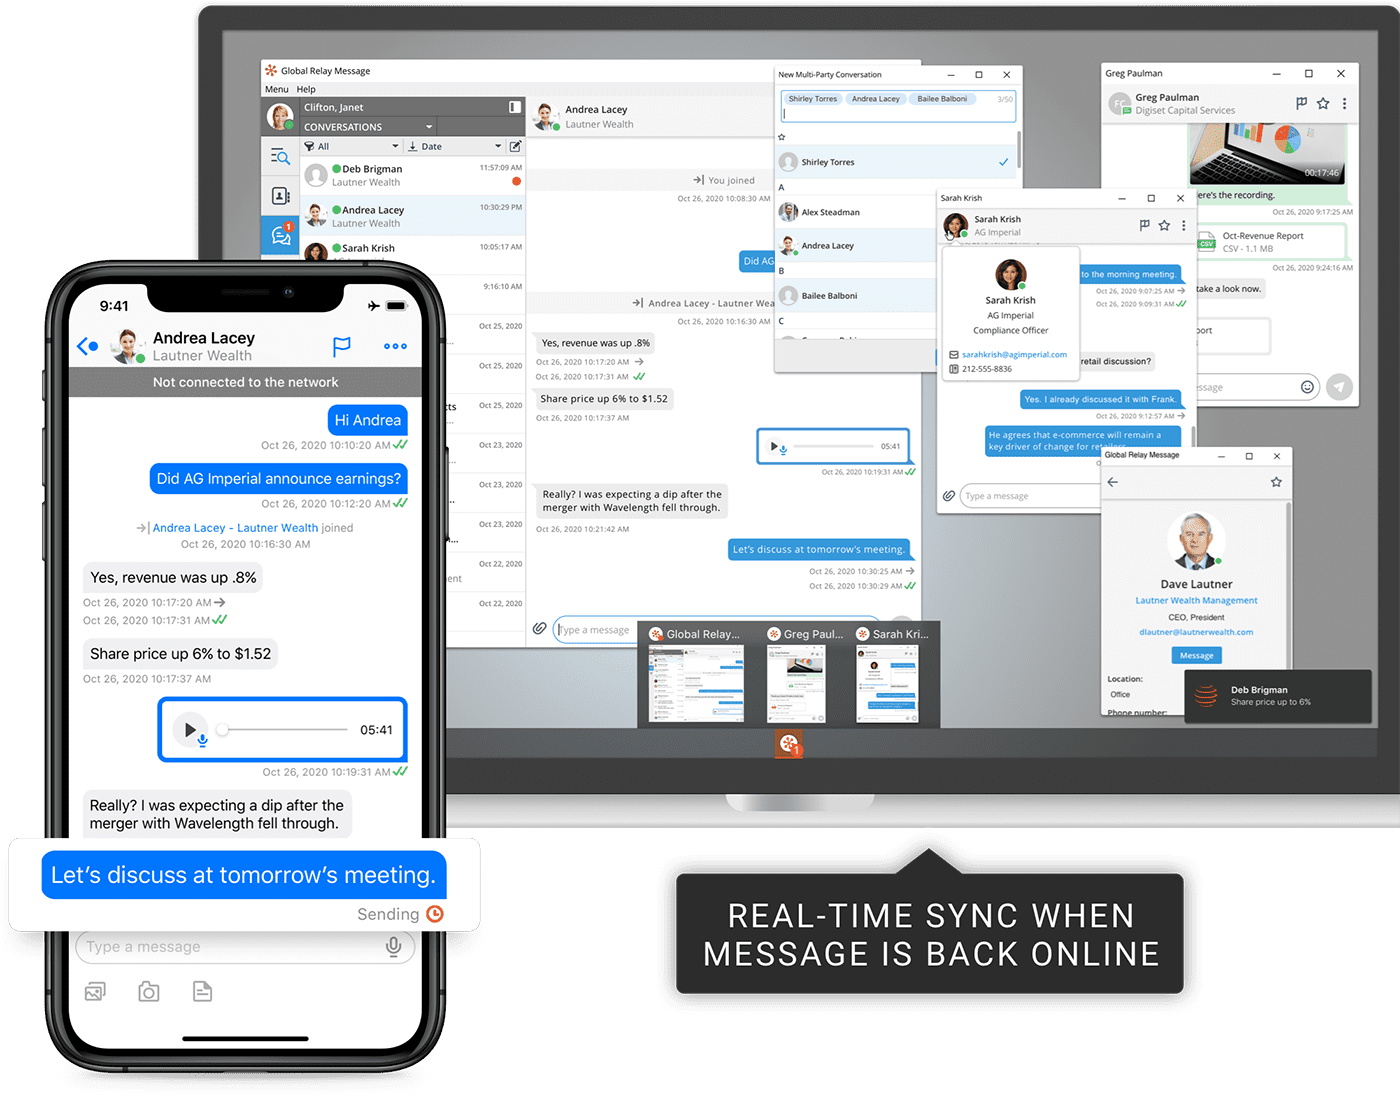 Global Relay Message
Menu Help
Clifton, Janet
CONVERSATIONS
All
Date
Deb Brigman
Lautner Wealth
11:57:09 AM
Andrea Lacey
Lautner Wealth
10:30:29 PM
1
Sarah Krish
10:05:17 AM
9:16:10 AM
Oct 25, 2020
Oct 25, 2020
cts
Oct 25, 2020
Oct 23, 2020
Oct 23, 2020
Oct 23, 2020
Oct 22, 2020
ent
Oct 22, 2020
Andrea Lacey
Lautner Wealth
You joined
Oct 26, 2020 10:08:30 AM
Did AG
Andrea Lacey - Lautner Wea
Oct 26, 2020 10:16:30 AM
Yes, revenue was up .8%
Oct 26, 2020 10:17:20 AM
Oct 26, 2020 10:17:31 AM
Share price up 6% to $1.52
Oct 26, 2020 10:17:37 AM
05:41
Oct 26, 2020 10:19:31 AM
Really? I was expecting a dip after the
merger with Wavelength fell through.
Oct 26, 2020 10:21:42 AM
Let's discuss at tomorrow's meeting.
Oct 26, 2020 10:30:25 AM
Oct 26, 2020 10:30:29 AM
Type a message
New Multi-Party Conversation
Shirley Torres Andrea Lacey Bailee Balboni 3/50
Shirley Torres
A
Alex Steadman
Andrea Lacey
B
Bailee Balboni
C
Sarah Krish
Sarah Krish
AG Imperial
to the morning meeting.
Oct 26, 2020 9:07:25 AM
Oct 26, 2020 9:09:31 AM
Sarah Krish
AG Imperial
Compliance Officer
sarahkrish@agimperial.com
212-555-8836
retail discussion?
Yes. I already discussed it with Frank.
Oct 26, 2020 9:12:57 AM
He agrees that e-commerce will remain a
key driver of change for retailers.
Type a message
Greg Paulman
Greg Paulman
Digiset Capital Services
00:17:46
ere's the recording.
Oct 26, 2020 9:17:25 AM
Oct-Revenue Report
CSV - 1.1 MB
CSV
Oct 26, 2020 9:24:16 AM
take a look now.
ort
ssage
Global Relay Message
Dave Lautner
Lautner Wealth Management
CEO, President
dlautner@lautnerwealth.com
Message
Location:
Office
Phone number:
Deb Brigman
Share price up to 6%
Global Relay...
Greg Paul...
Sarah Kri...
1
9:41
Andrea Lacey
Lautner Wealth
Not connected to the network
Hi Andrea
Oct 26, 2020 10:10:20 AM
Did AG Imperial announce earnings?
Oct 26, 2020 10:12:20 AM
Andrea Lacey - Lautner Wealth joined
Oct 26, 2020 10:16:30 AM
Yes, revenue was up .8%
Oct 26, 2020 10:17:20 AM
Oct 26, 2020 10:17:31 AM
Share price up 6% to $1.52
Oct 26, 2020 10:17:37 AM
05:41
Oct 26, 2020 10:19:31 AM
Really? I was expecting a dip after the
merger with Wavelength fell through.
Let's discuss at tomorrow's meeting.
Sending
Type a message
REAL-TIME SYNC WHEN
MESSAGE IS BACK ONLINE